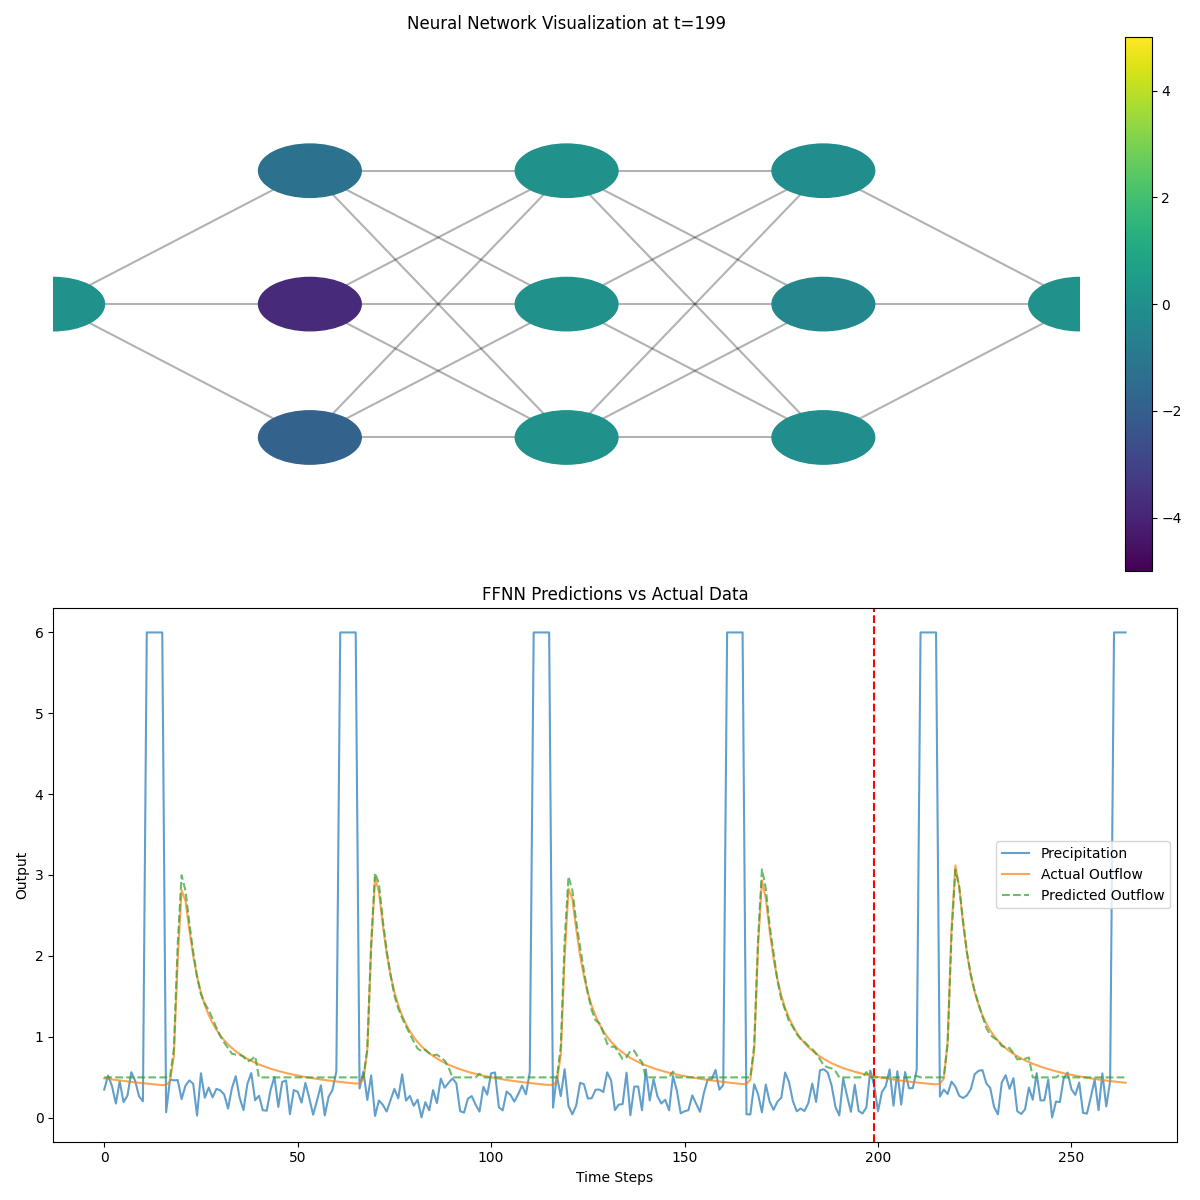 Neural Network Visualization at t=199
4
2
0
−2
−4
FFNN Predictions vs Actual Data
Output
6
5
4
3
2
1
0
Precipitation
Actual Outflow
Predicted Outflow
0 50 100 150 200 250
Time Steps